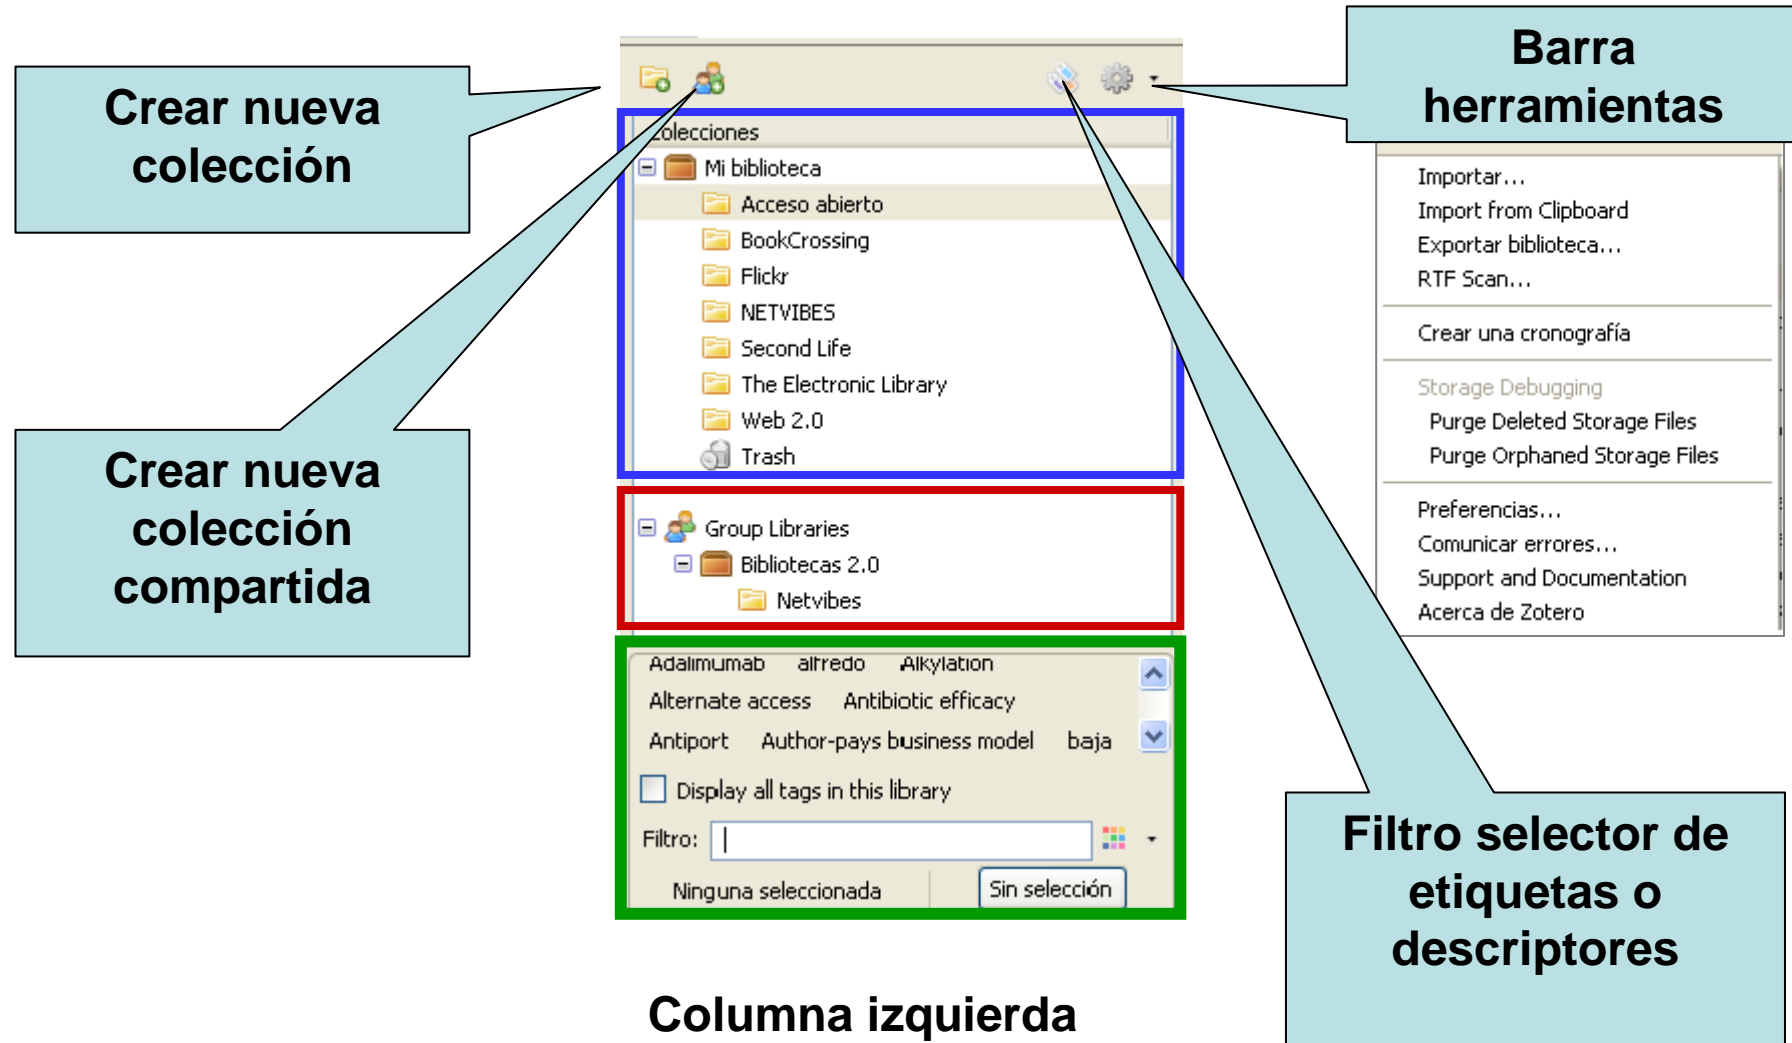 Crear nueva
colección
Crear nueva
colección
compartida
Colecciones
Mi biblioteca
Acceso abierto
BookCrossing
Flickr
NETVIBES
Second Life
The Electronic Library
Web 2.0
Trash
Group Libraries
Bibliotecas 2.0
Netvibes
Adalimumab alfredo Alkylation
Alternate access Antibiotic efficacy
Antiport Author-pays business model baja
Display all tags in this library
Filtro:
Ninguna seleccionada Sin selección
Columna izquierda
Barra
herramientas
Importar...
Import from Clipboard
Exportar biblioteca...
RTF Scan...
Crear una cronografía
Storage Debugging
Purge Deleted Storage Files
Purge Orphaned Storage Files
Preferencias...
Comunicar errores...
Support and Documentation
Acerca de Zotero
Filtro selector de
etiquetas o
descriptores